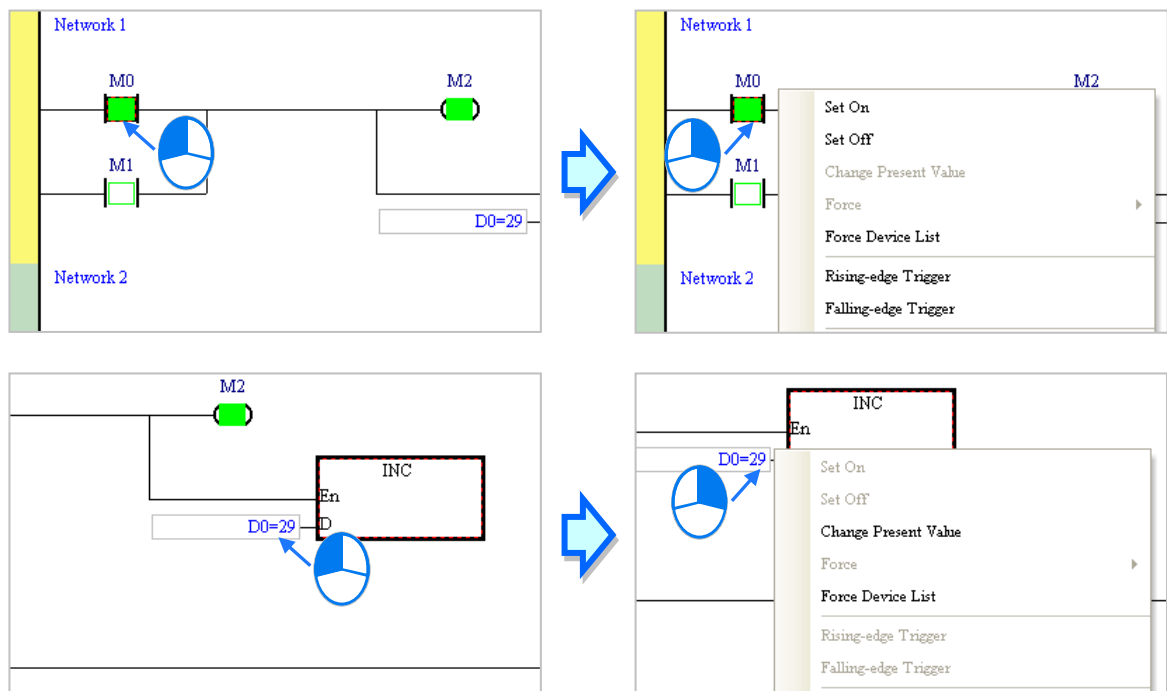 Network 1
M0
M2
M1
D0=29
Network 2
Network 1
M0
M2
M1
Network 2
Set On
Set Off
Change Present Value
Force
Force Device List
Rising-edge Trigger
Falling-edge Trigger
M2
INC
En
D0=29
D
INC
En
D0=29
Set On
Set Off
Change Present Value
Force
Force Device List
Rising-edge Trigger
Falling-edge Trigger